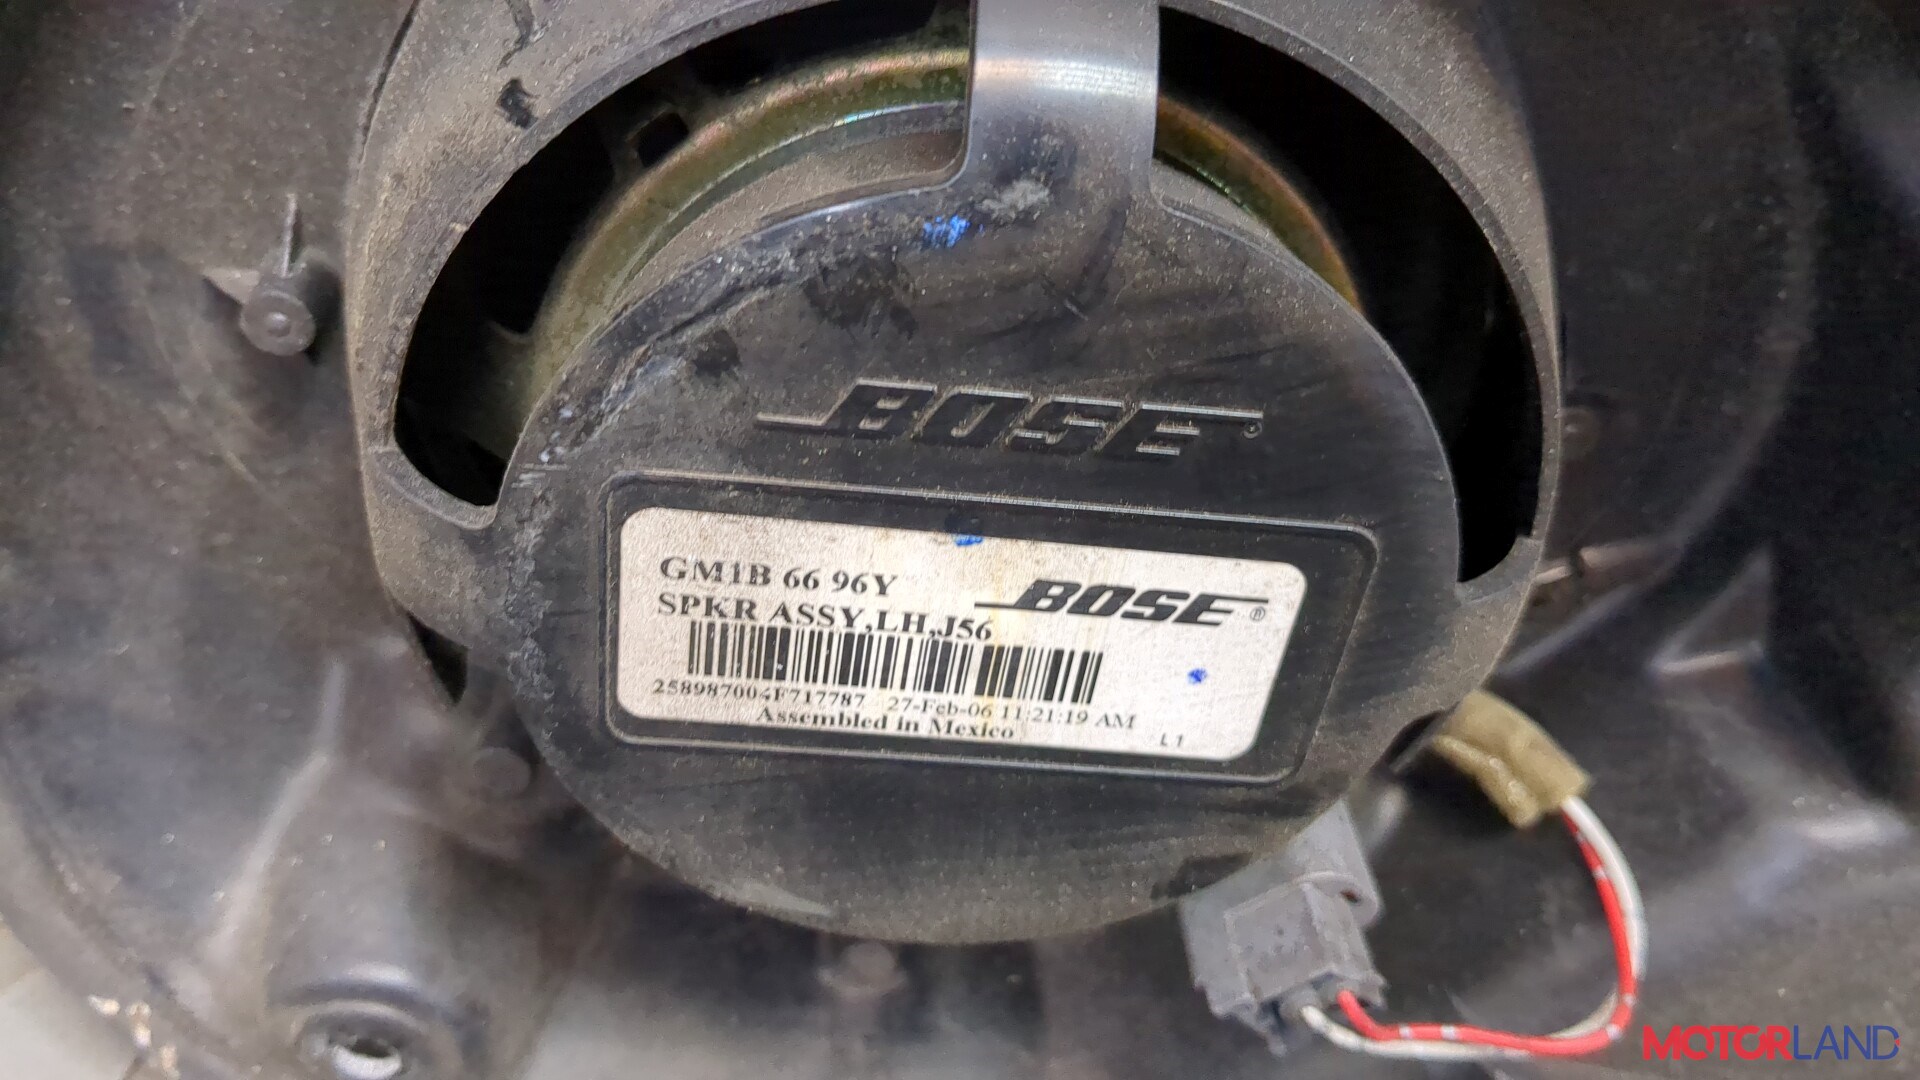 BOSE
GM1B 66 96Y
BOSE®
SPKR ASSY,LH,J56
258987004F717787 27-Feb-06 11:21:19 AM
Assembled in Mexico
L1
MOTORLAND